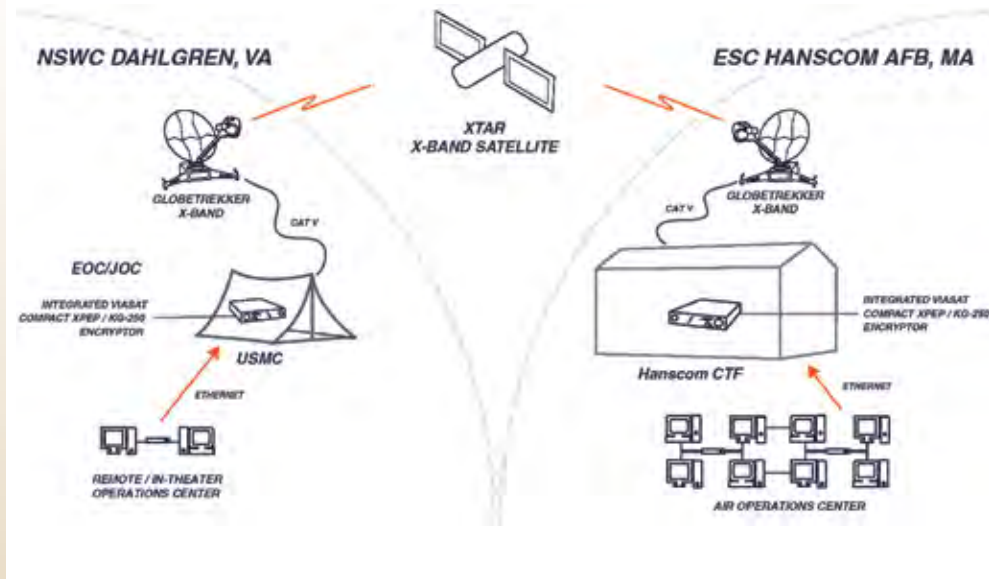 NSWC DAHLGREN, VA
XTAR
X-BAND SATELLITE
ESC HANSCOM AFB, MA
GLOBETREKKER
X-BAND
CAT V
EOC/JOC
INTEGRATED VIASAT
COMPACT XPEP / KG-250
ENCRYPTOR
USMC
ETHERNET
REMOTE / IN-THEATER
OPERATIONS CENTER
GLOBETREKKER
X-BAND
CAT V
INTEGRATED VIASAT
COMPACT XPEP / KG-250
ENCRYPTOR
Hanscom CTF
ETHERNET
AIR OPERATIONS CENTER